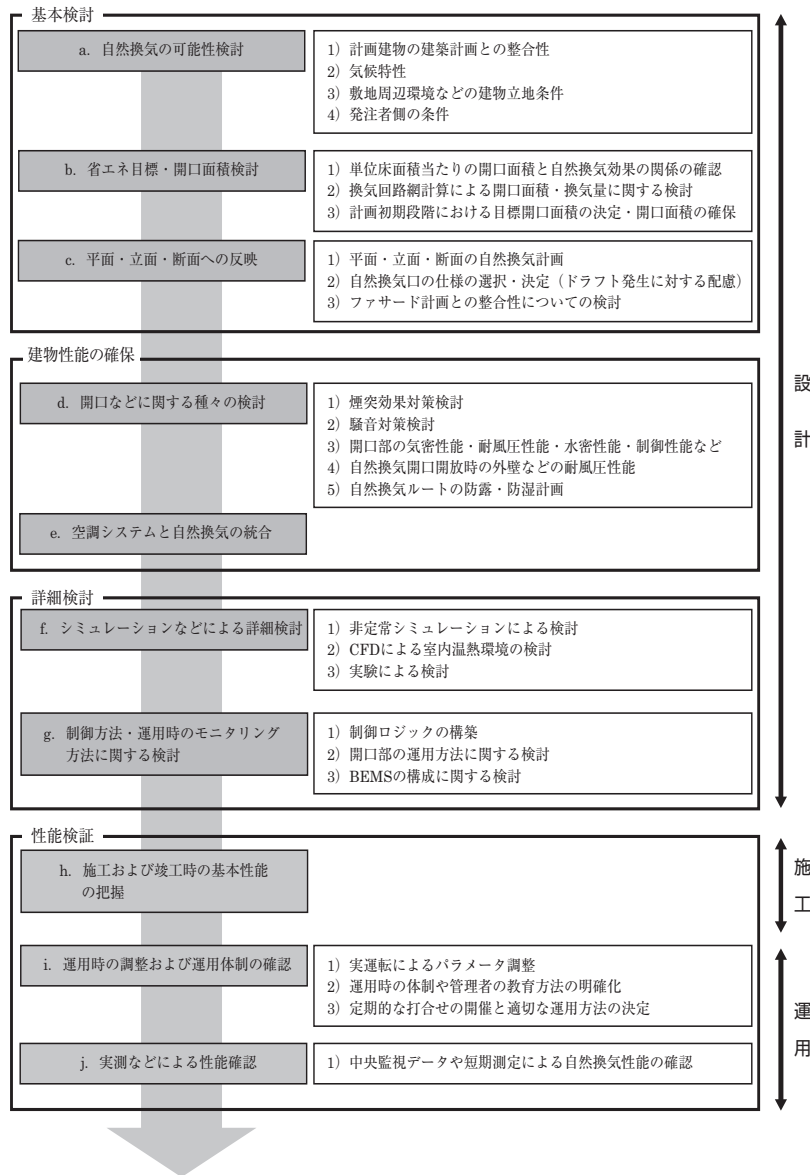 基本検討
a. 自然換気の可能性検討
1）計画建物の建築計画との整合性
2）気候特性
3）敷地周辺環境などの建物立地条件
4）発注者側の条件
b. 省エネ目標・開口面積検討
1）単位床面積当たりの開口面積と自然換気効果の関係の確認
2）換気回路網計算による開口面積・換気量に関する検討
3）計画初期段階における目標開口面積の決定・開口面積の確保
c. 平面・立面・断面への反映
1）平面・立面・断面の自然換気計画
2）自然換気口の仕様の選択・決定（ドラフト発生に対する配慮）
3）ファサード計画との整合性についての検討
建物性能の確保
d. 開口などに関する種々の検討
1）煙突効果対策検討
2）騒音対策検討
3）開口部の気密性能・耐風圧性能・水密性能・制御性能など
4）自然換気開口開放時の外壁などの耐風圧性能
5）自然換気ルートの防露・防湿計画
e. 空調システムと自然換気の統合
詳細検討
f. シミュレーションなどによる詳細検討
1）非定常シミュレーションによる検討
2）CFDによる室内温熱環境の検討
3）実験による検討
g. 制御方法・運用時のモニタリング
方法に関する検討
1）制御ロジックの構築
2）開口部の運用方法に関する検討
3）BEMSの構成に関する検討
設計
性能検証
h. 施工および竣工時の基本性能
の把握
施工
i. 運用時の調整および運用体制の確認
1）実運転によるパラメータ調整
2）運用時の体制や管理者の教育方法の明確化
3）定期的な打合せの開催と適切な運用方法の決定
j. 実測などによる性能確認
1）中央監視データや短期測定による自然換気性能の確認
運用